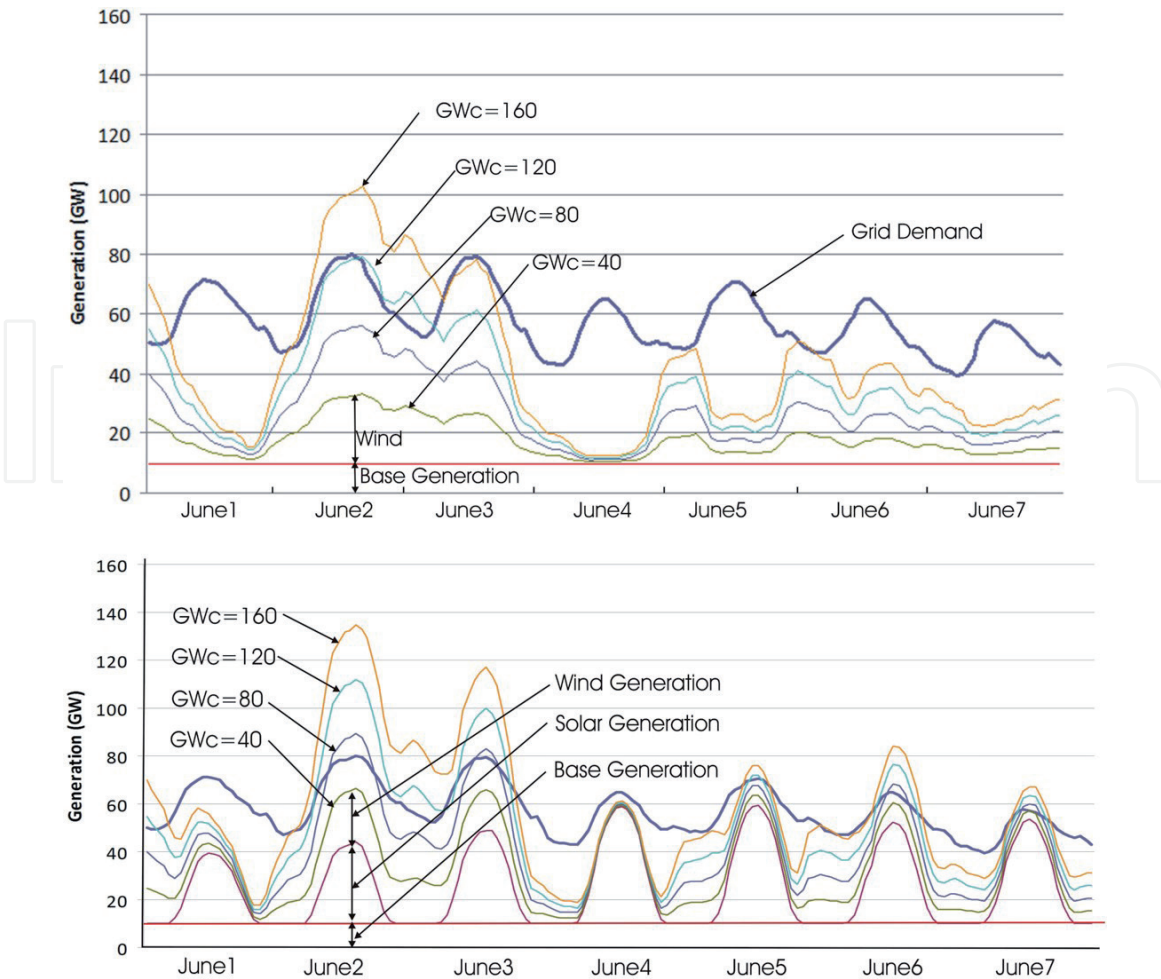 160
140
GWc=160
120
GWc=120
100
GWc=80
Grid Demand
80
GWc=40
60
40
20
Wind
Base Generation
0
Generation (GW)
June1 June2 June3 June4 June5 June6 June7
160
140
GWc=160
120
GWc=120
Wind Generation
100
GWc=80
Solar Generation
GWc=40
80
Base Generation
60
40
20
0
Generation (GW)
June1 June2 June3 June4 June5 June6 June7